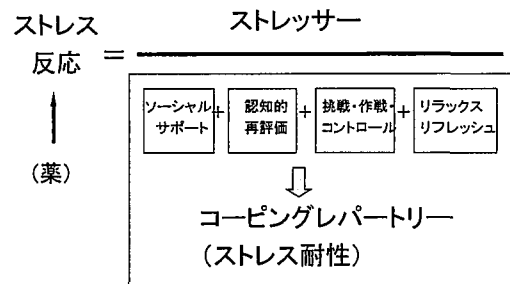 ストレス
反応
=
ストレッサー
ソーシャル
サポート
+
認知的
再評価
+
挑戦・作戦・
コントロール
+
リラックス
リフレッシュ
コーピングレパートリー
(ストレス耐性)
(薬)